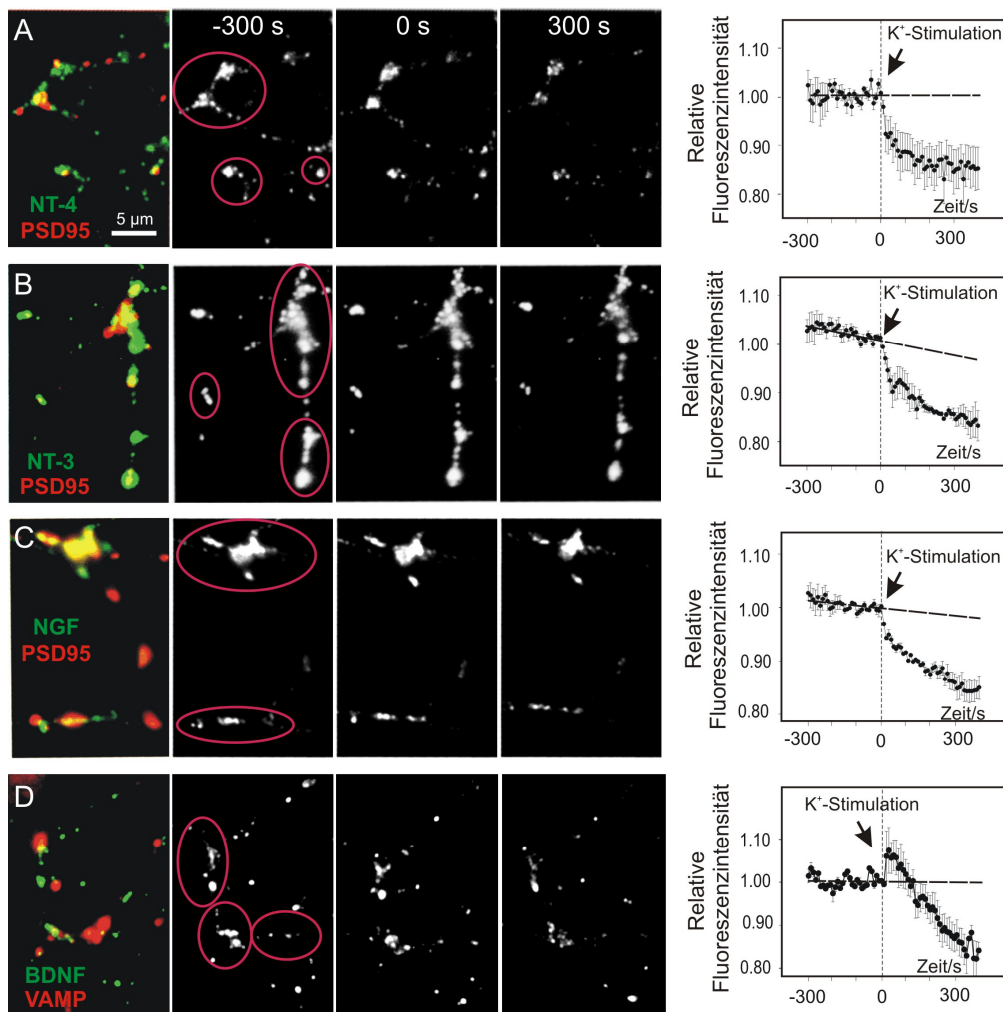 A
-300 s
0 s
300 s
NT-4
PSD95
5 µm
Relative
Fluoreszenzintensität
1.10
1.00
0.90
0.80
K⁺-Stimulation
Zeit/s
-300
0
300
B
NT-3
PSD95
Relative
Fluoreszenzintensität
1.10
1.00
0.90
0.80
K⁺-Stimulation
Zeit/s
-300
0
300
C
NGF
PSD95
Relative
Fluoreszenzintensität
1.10
1.00
0.90
0.80
K⁺-Stimulation
Zeit/s
-300
0
300
D
BDNF
VAMP
Relative
Fluoreszenzintensität
K⁺-Stimulation
1.10
1.00
0.90
0.80
Zeit/s
-300
0
300